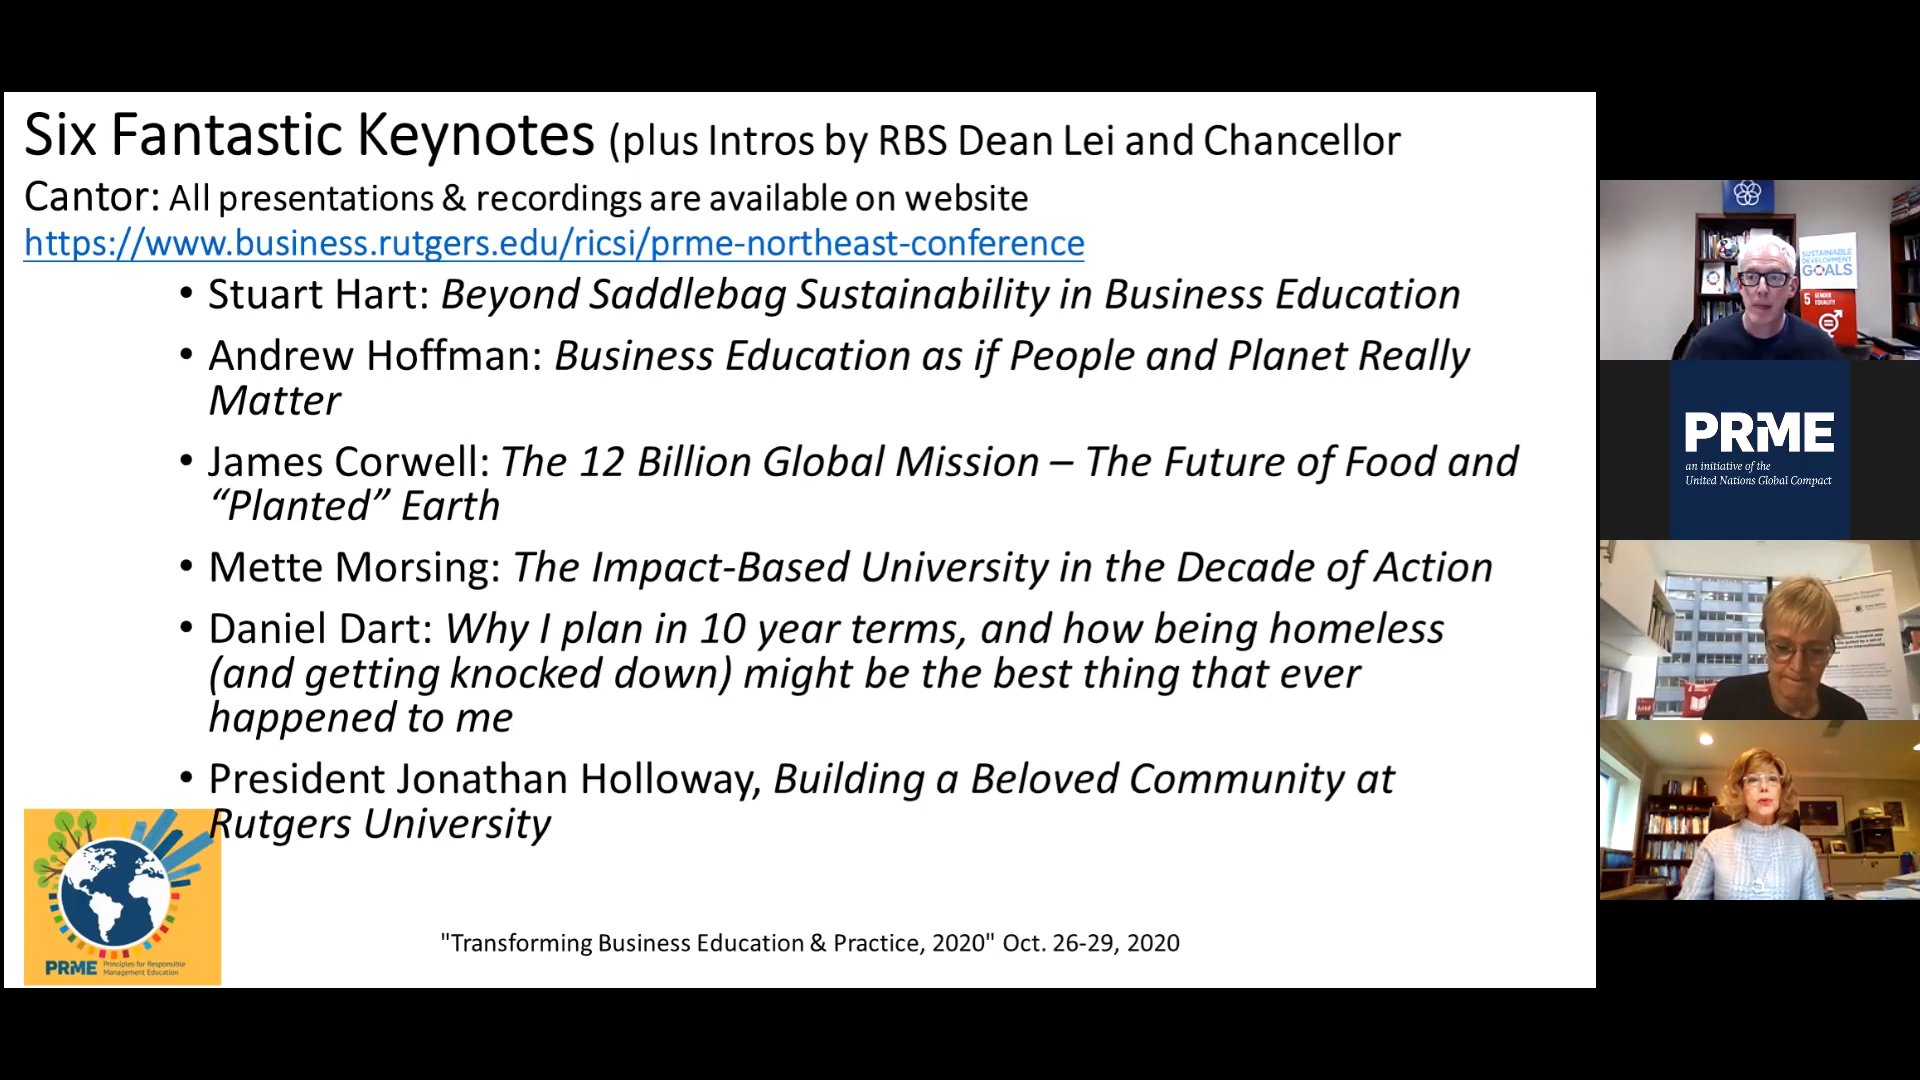 Six Fantastic Keynotes (plus Intros by RBS Dean Lei and Chancellor
Cantor: All presentations & recordings are available on website
https://www.business.rutgers.edu/ricsi/prme-northeast-conference
• Stuart Hart: Beyond Saddlebag Sustainability in Business Education
• Andrew Hoffman: Business Education as if People and Planet Really
Matter
• James Corwell: The 12 Billion Global Mission – The Future of Food and
“Planted” Earth
• Mette Morsing: The Impact-Based University in the Decade of Action
• Daniel Dart: Why I plan in 10 year terms, and how being homeless
(and getting knocked down) might be the best thing that ever
happened to me
• President Jonathan Holloway, Building a Beloved Community at
Rutgers University
PRiME Principles for Responsible
Management Education
"Transforming Business Education & Practice, 2020" Oct. 26-29, 2020
SUSTAINABLE
DEVELOPMENT
GOALS
5 GENDER
EQUALITY
PRiME
an initiative of the
United Nations Global Compact